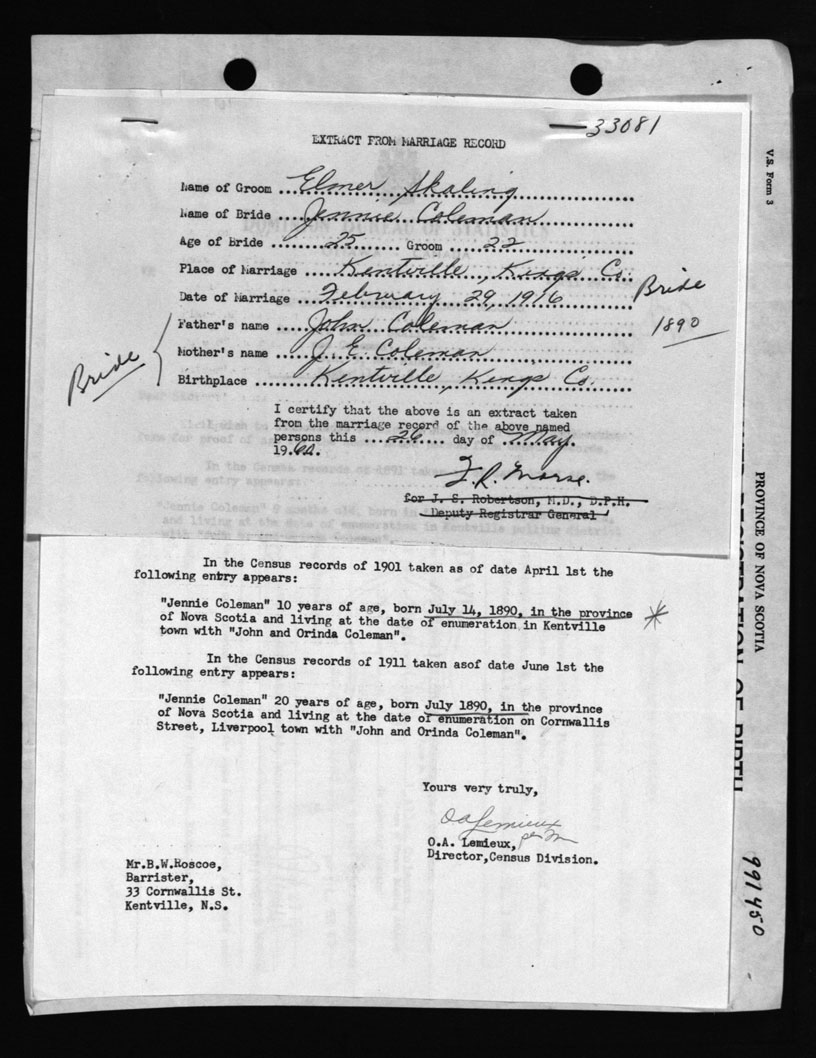 33081
EXTRACT FROM MARRIAGE RECORD
Name of Groom ... Elmer Skaling
Name of Bride ... Jennie Coleman
Age of Bride ... 25 ... Groom ... 22
Place of Marriage ... Kentville, Kings Co.
Date of Marriage ... February 29, 1916
Bride
1890
Father's name ... John Coleman
Mother's name ... J. E. Coleman
Birthplace ... Kentville, Kings Co.
Bride
I certify that the above is an extract taken
from the marriage record of the above named
persons this ... 26 ... day of ... May.
19
F. R. Morse.
for J. S. Robertson, M.D., D.P.H.
Deputy Registrar General
In the Census records of 1901 taken as of date April 1st the
following entry appears:
"Jennie Coleman" 10 years of age, born July 14, 1890, in the province
of Nova Scotia and living at the date of enumeration in Kentville
town with "John and Orinda Coleman".
In the Census records of 1911 taken asof date June 1st the
following entry appears:
"Jennie Coleman" 20 years of age, born July 1890, in the province
of Nova Scotia and living at the date of enumeration on Cornwallis
Street, Liverpool town with "John and Orinda Coleman".
Yours very truly,
O A Lemieux
per
O.A. Lemieux,
Director,Census Division.
Mr.B.W.Roscoe,
Barrister,
33 Cornwallis St.
Kentville, N.S.
V.S. Form 3
PROVINCE OF NOVA SCOTIA
REGISTRATION OF BIRTH
991450